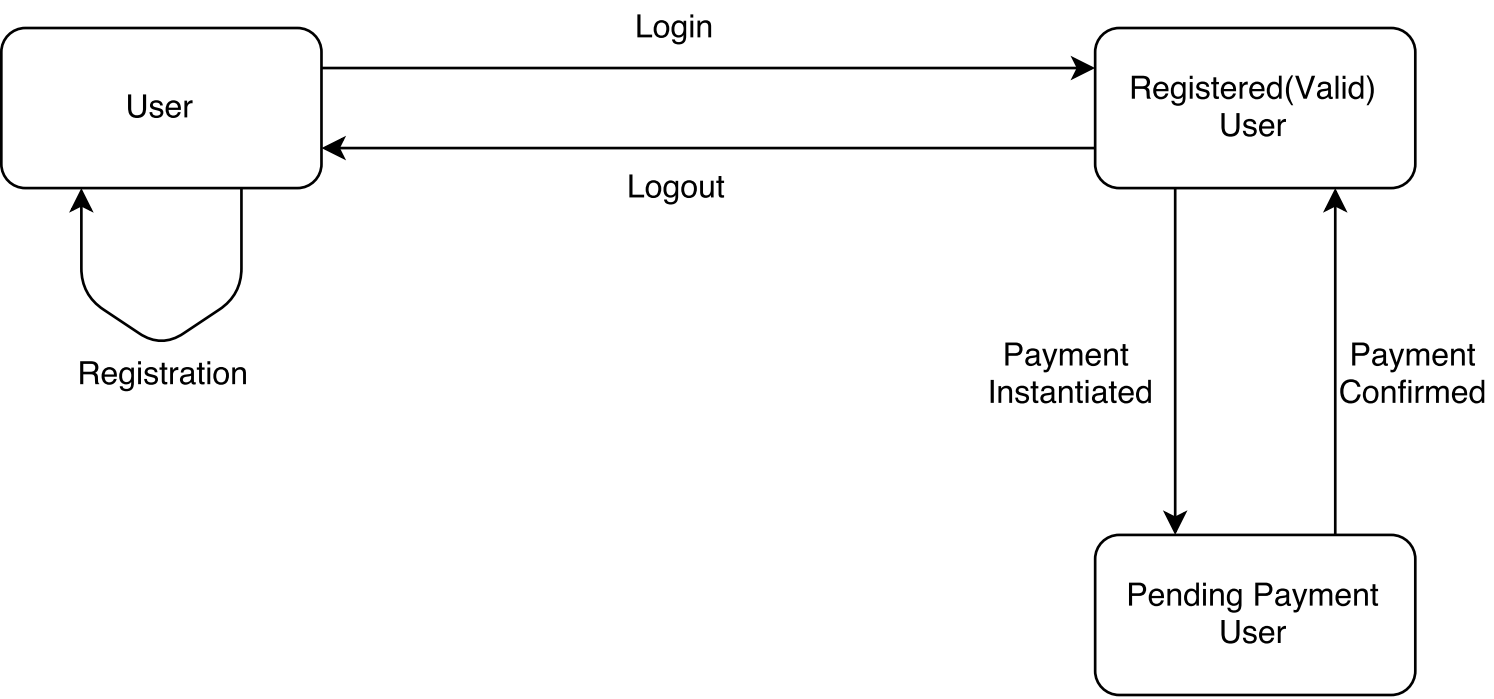 Login
User
Registered(Valid)
User
Logout
Registration
Payment
Instantiated
Payment
Confirmed
Pending Payment
User